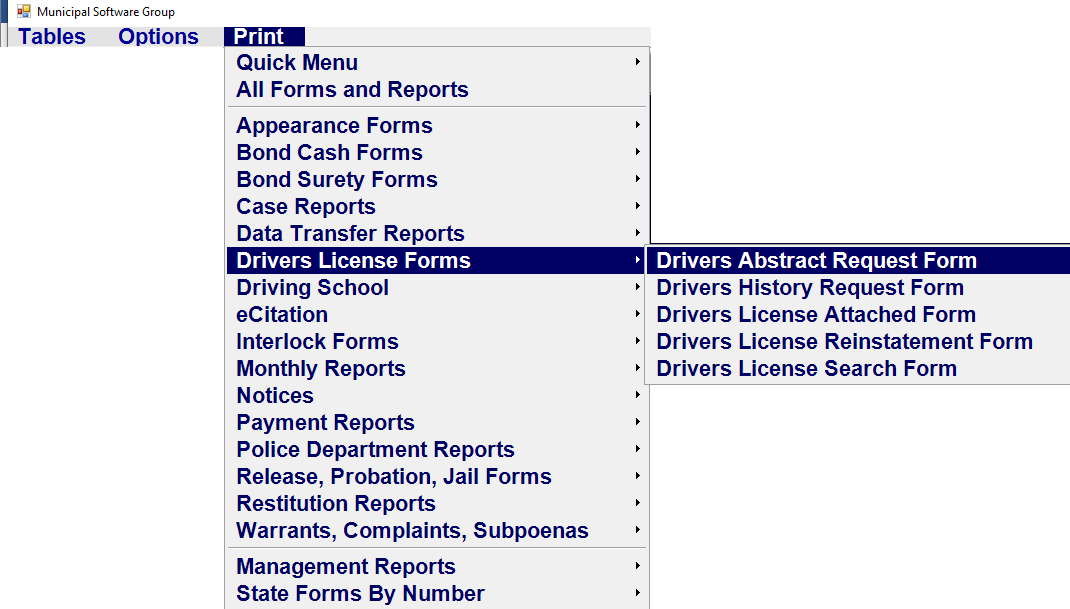 Municipal Software Group
Tables Options Print
Quick Menu
All Forms and Reports
Appearance Forms
Bond Cash Forms
Bond Surety Forms
Case Reports
Data Transfer Reports
Drivers License Forms
Driving School
eCitation
Interlock Forms
Monthly Reports
Notices
Payment Reports
Police Department Reports
Release, Probation, Jail Forms
Restitution Reports
Warrants, Complaints, Subpoenas
Management Reports
State Forms By Number
Drivers Abstract Request Form
Drivers History Request Form
Drivers License Attached Form
Drivers License Reinstatement Form
Drivers License Search Form